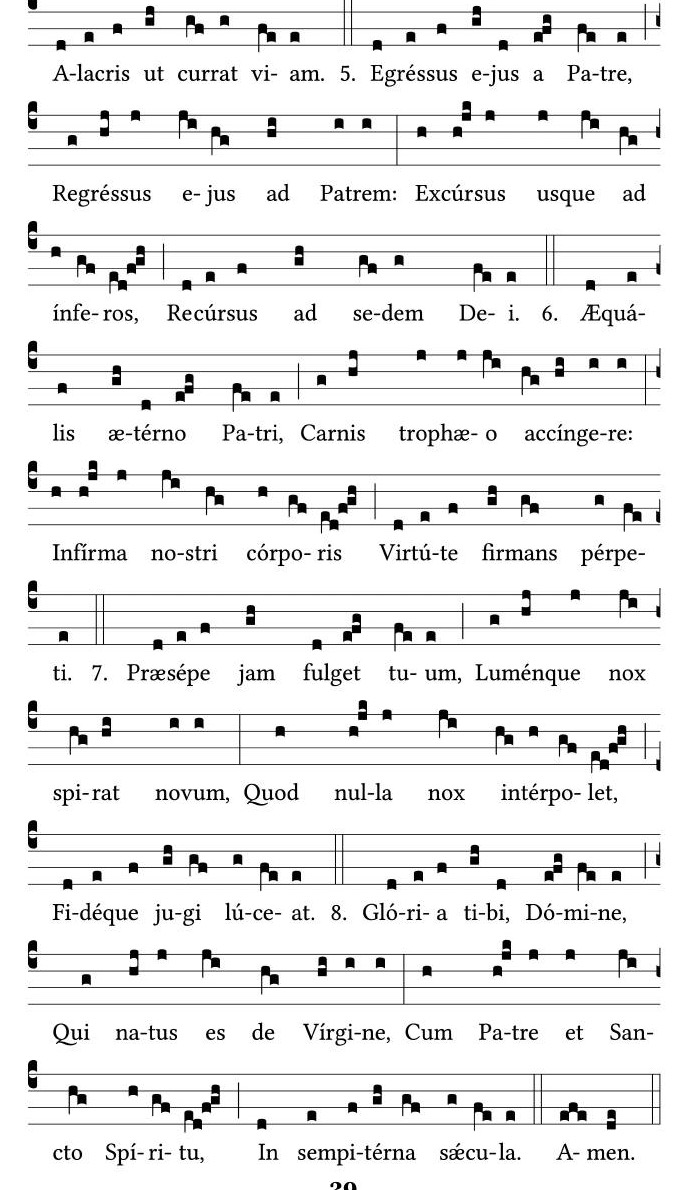 A-lacris ut currat vi- am. 5. Egréssus e-jus a Pa-tre,
Regréssus e- jus ad Patrem: Excúrsus usque ad
ínfe-ros, Recúrsus ad se-dem De- i. 6. Æquá-
lis æ-térno Pa-tri, Carnis trophæ- o accínge-re:
Infírma no-stri córpo- ris Virtú-te firmans pérpe-
ti. 7. Præsépe jam fulget tu- um, Luménque nox
spi-rat novum, Quod nul-la nox intérpo- let,
Fi-déque ju-gi lú-ce- at. 8. Gló-ri- a ti-bi, Dó-mi-ne,
Qui na-tus es de Vírgi-ne, Cum Pa-tre et San-
cto Spí-ri- tu, In sempi-térna sǽcu-la. A- men.